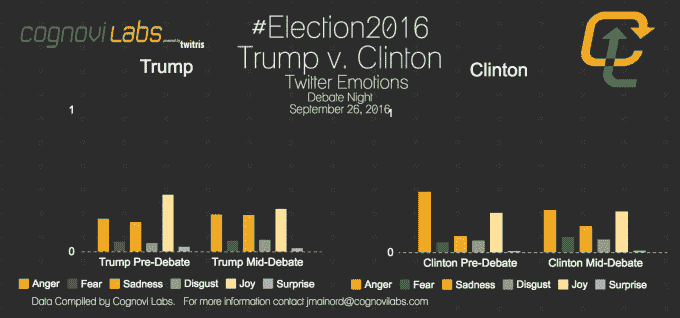 cognovi Labs powered by twitris
#Election2016
Trump v. Clinton
Twitter Emotions
Debate Night
September 26, 2016
Trump
Clinton
1
1
0
0
Trump Pre-Debate Trump Mid-Debate
Clinton Pre-Debate Clinton Mid-Debate
Anger Fear Sadness Disgust Joy Surprise
Anger Fear Sadness Disgust Joy Surprise
Data Compiled by Cognovi Labs. For more information contact jmainord@cognovilabs.com